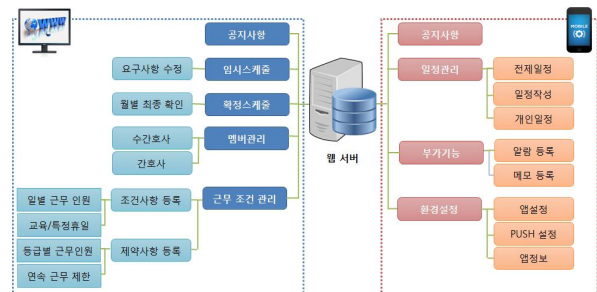 www
MOBILE
공지사항
요구사항 수정
임시스케줄
월별 최종 확인
확정스케줄
수간호사
멤버관리
간호사
일별 근무 인원
조건사항 등록
근무 조건 관리
교육/특정휴일
등급별 근무인원
제약사항 등록
연속 근무 제한
웹 서버
공지사항
일정관리
전제일정
일정작성
개인일정
부가기능
알람 등록
메모 등록
환경설정
앱설정
PUSH 설정
앱정보